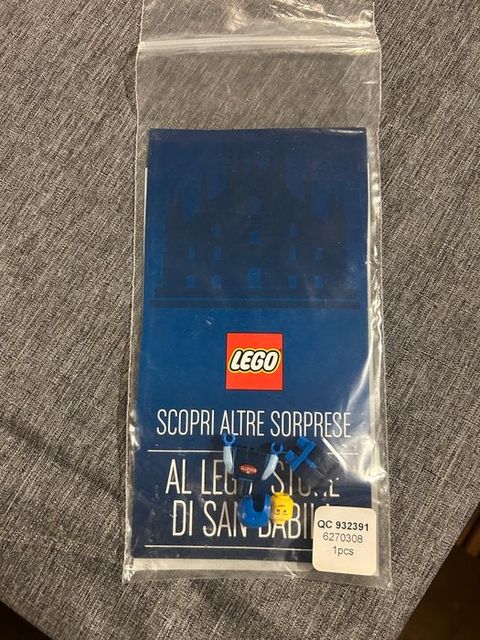 LEGO
SCOPRI ALTRE SORPRESE
AL
DI SAN
QC 932391
6270308
1pcs